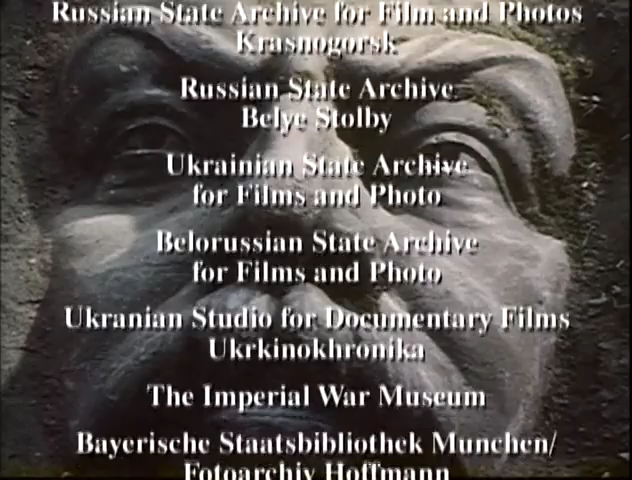 Russian State Archive for Film and Photos
Krasnogorsk
Russian State Archive
Belye Stolby
Ukrainian State Archive
for Films and Photo
Belorussian State Archive
for Films and Photo
Ukranian Studio for Documentary Films
Ukrkinokhronika
The Imperial War Museum
Bayerische Staatsbibliothek Munchen/
Fotoarchiv Hoffmann